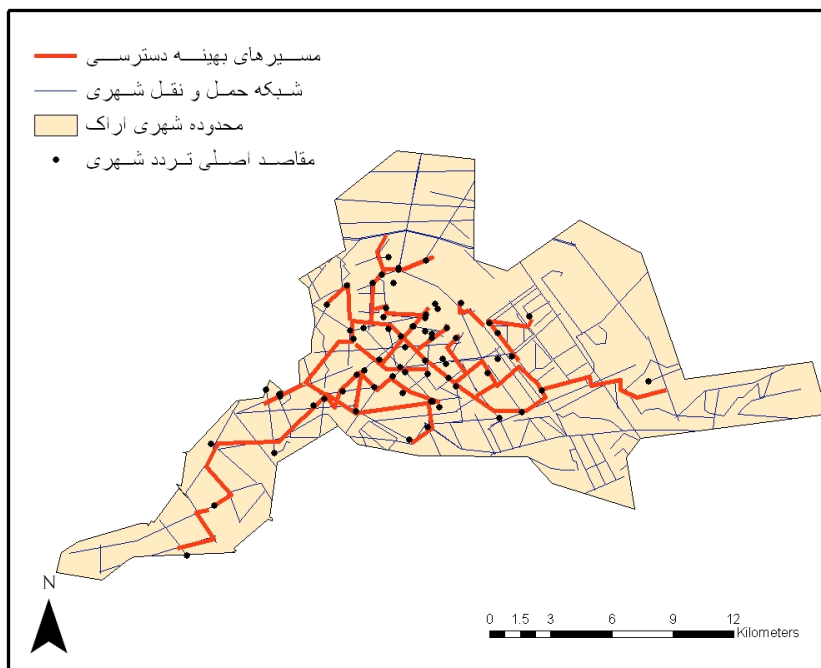 مسیرهای بهینه دسترسی
شبکه حمل و نقل شهری
محدوده شهری اراک
مقاصد اصلی تردد شهری
N
0 1.5 3 6 9 12
Kilometers